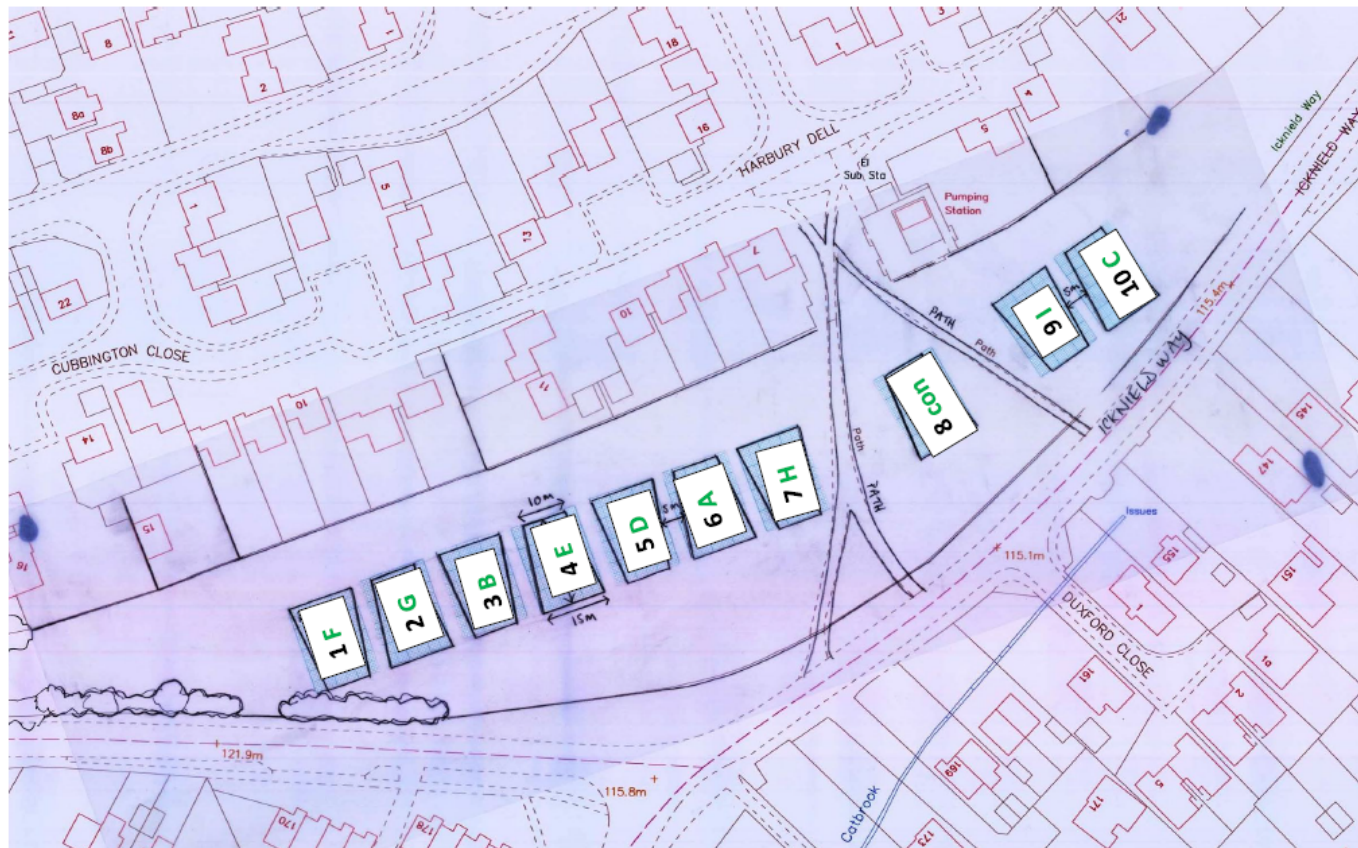 8
1
18
1
3
21
2
8a
8b
16
4
5
HARBURY DELL
El
Sub Sta
Icknield Way
ICKNIELD WAY
Pumping
Station
1
5
13
7
22
10
CUBBINGTON CLOSE
11
10
14
15
16
PATH
Path
5m
9 I
10 C
115.4m
ICKNIELD WAY
8 con
Path
PATH
7 H
6 A
5m
5 D
10m
4 E
15m
3 B
2 G
1 F
145
147
Issues
115.1m
153
151
1
DUXFORD CLOSE
1a
161
2
121.9m
115.8m
169
5
171
Catbrook
170
178
173